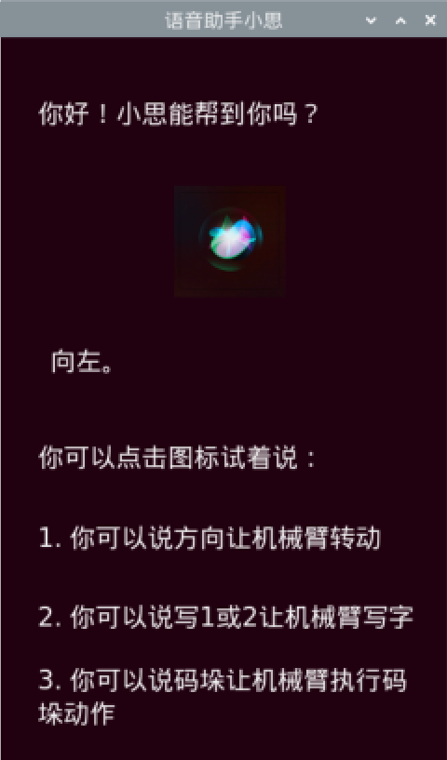 语音助手小思
你好！小思能帮到你吗？
向左。
你可以点击图标试着说：
1. 你可以说方向让机械臂转动
2. 你可以说写1或2让机械臂写字
3. 你可以说码垛让机械臂执行码
垛动作